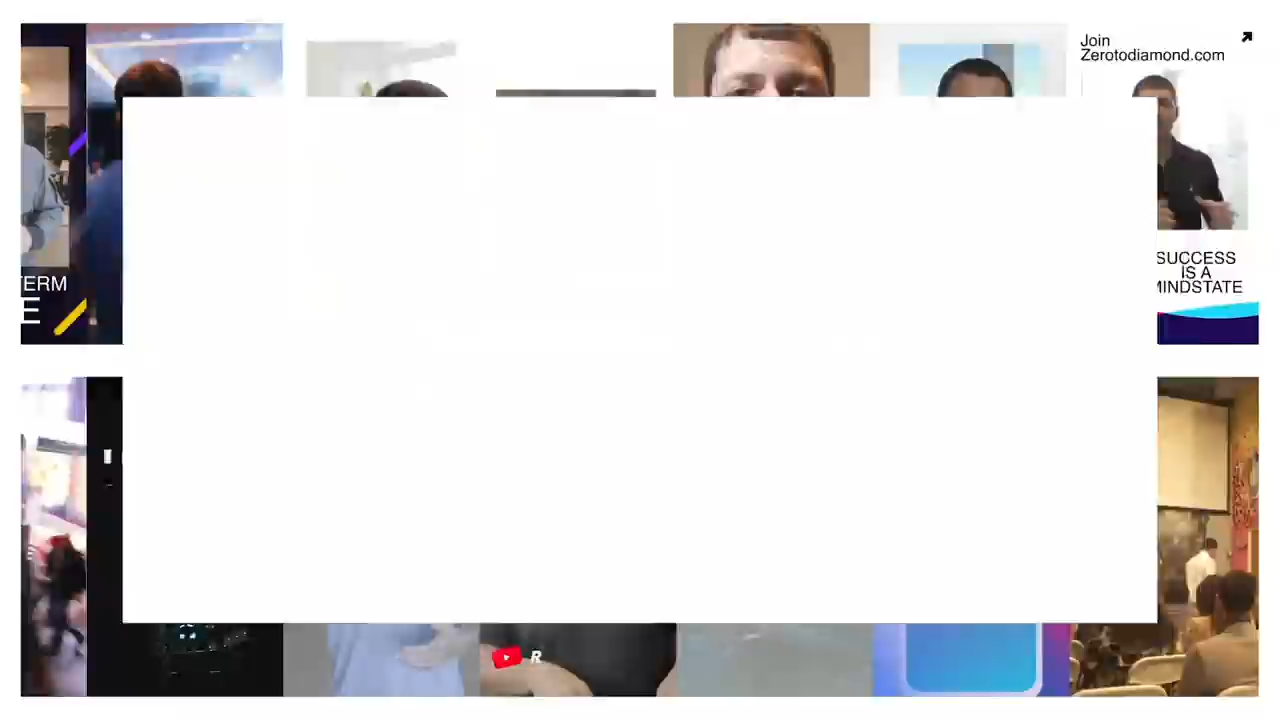 Join
Zerotodiamond.com
TERM
E
SUCCESS
IS A
MINDSTATE
R